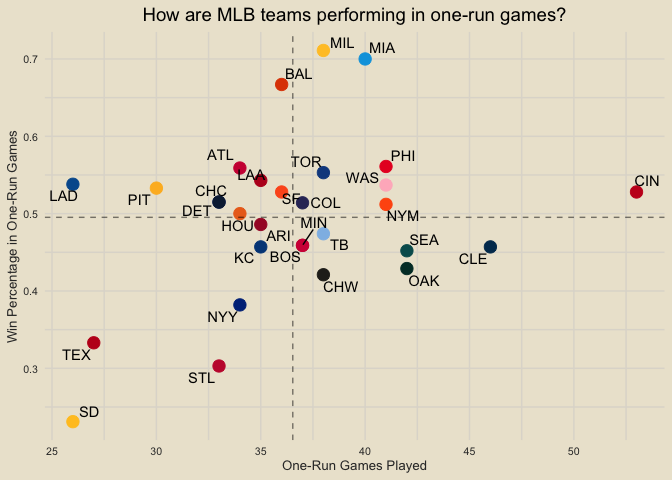 How are MLB teams performing in one-run games?
MIL
MIA
0.7
BAL
0.6
ATL
TOR
PHI
LAA
WAS
CIN
LAD
PIT
CHC
SF
COL
DET
0.5
NYM
HOU
MIN
ARI
TB
SEA
KC
BOS
CLE
0.4
CHW
OAK
NYY
TEX
0.3
STL
SD
25
30
35
40
45
50
One-Run Games Played
Win Percentage in One-Run Games